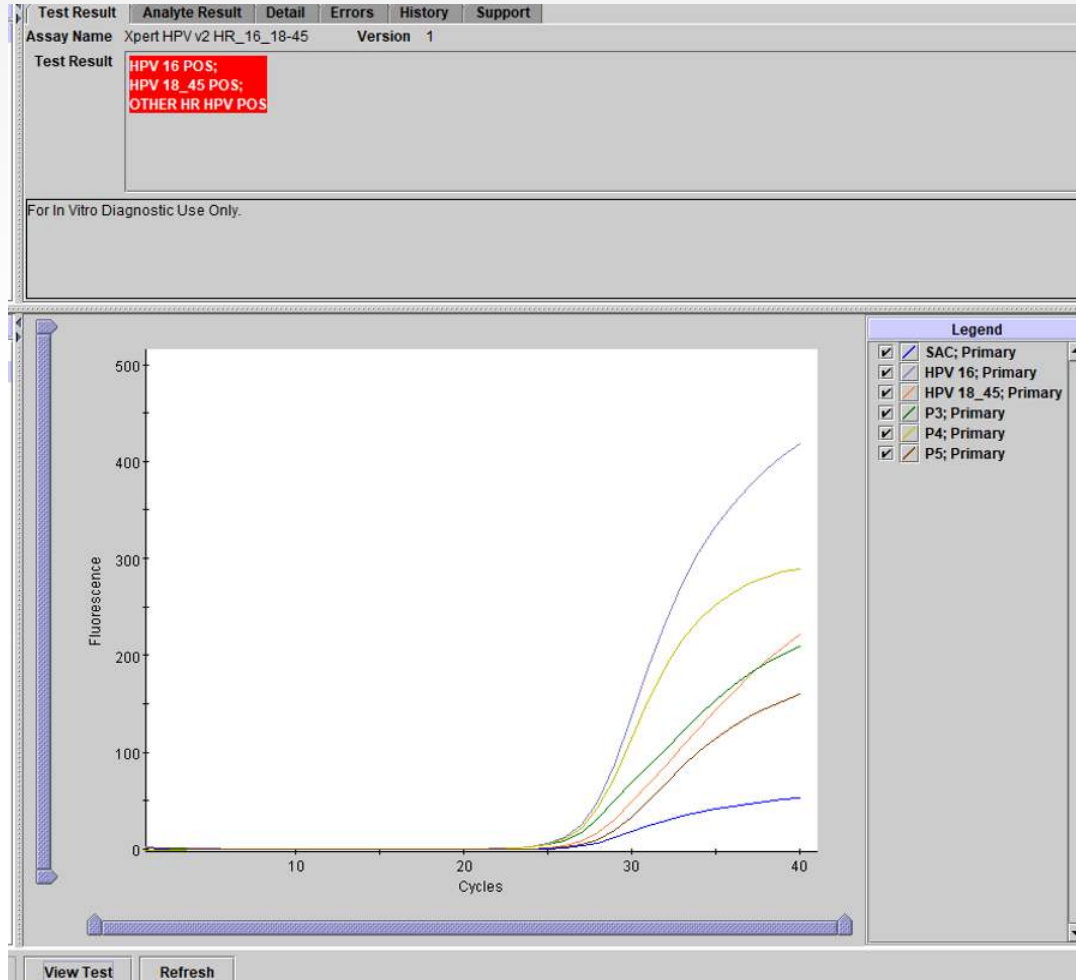 Test Result Analyte Result Detail Errors History Support
Assay Name Xpert HPV v2 HR_16_18-45 Version 1
Test Result
HPV 16 POS;
HPV 18_45 POS;
OTHER HR HPV POS
For In Vitro Diagnostic Use Only.
Legend
SAC; Primary
HPV 16; Primary
HPV 18_45; Primary
P3; Primary
P4; Primary
P5; Primary
500
400
300
200
100
0
Fluorescence
10 20 30 40
Cycles
View Test Refresh